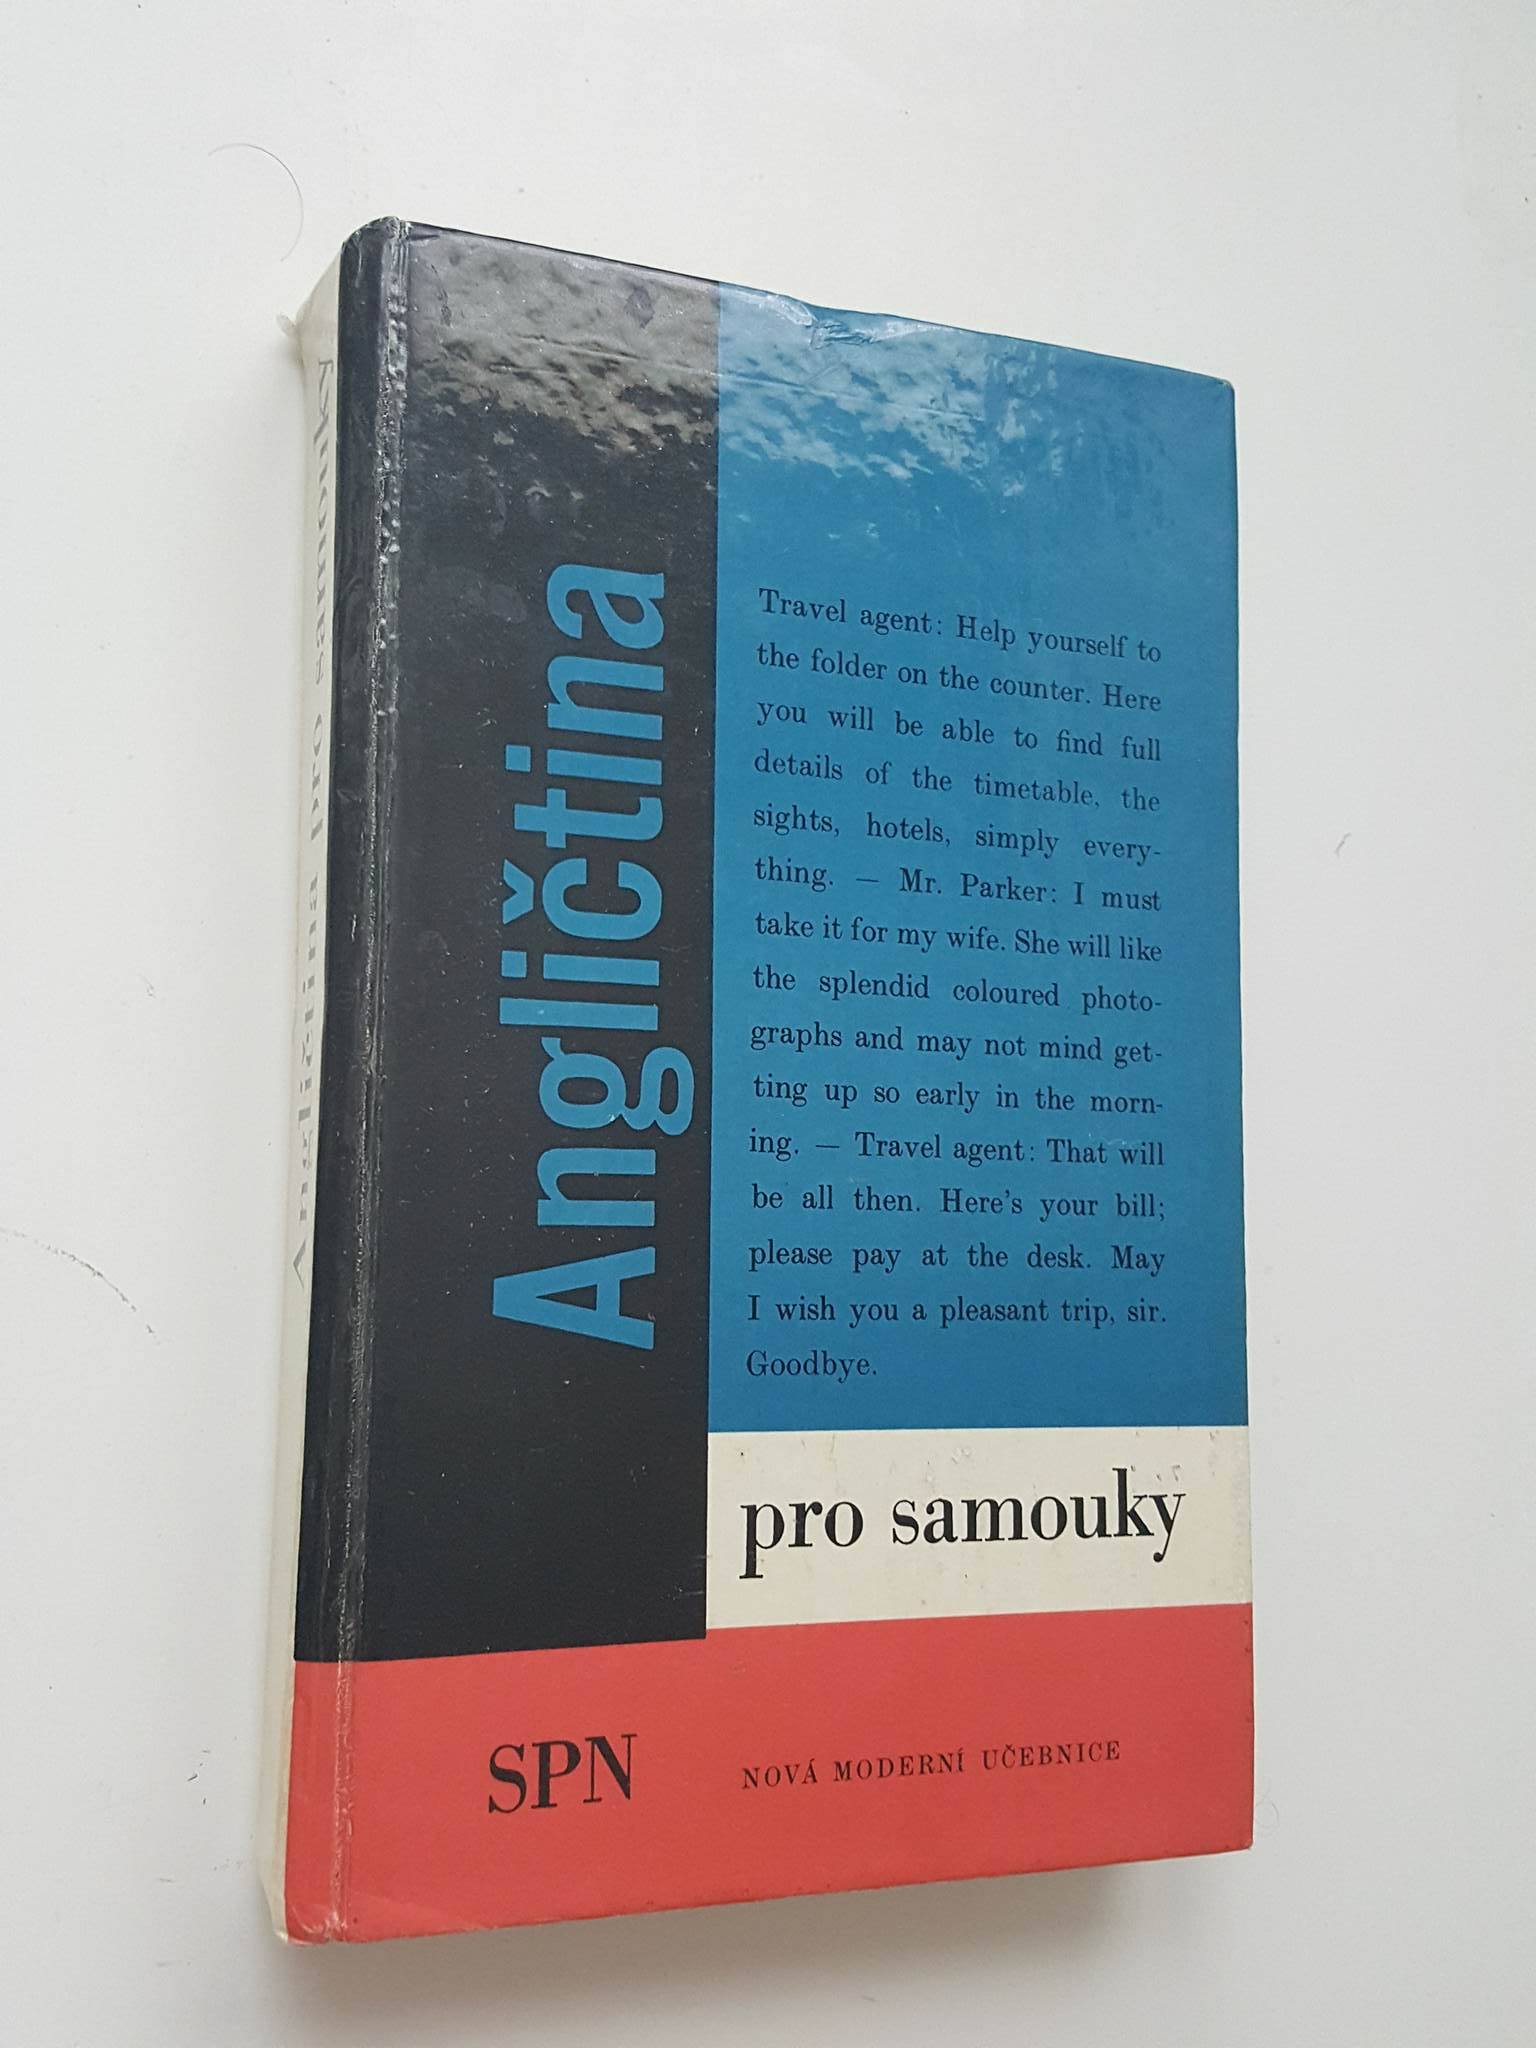 Angličtina pro samouky
Angličtina
Travel agent: Help yourself to
the folder on the counter. Here
you will be able to find full
details of the timetable, the
sights, hotels, simply every-
thing. — Mr. Parker: I must
take it for my wife. She will like
the splendid coloured photo-
graphs and may not mind get-
ting up so early in the morn-
ing. — Travel agent: That will
be all then. Here's your bill;
please pay at the desk. May
I wish you a pleasant trip, sir.
Goodbye.
pro samouky
SPN
NOVÁ MODERNÍ UČEBNICE